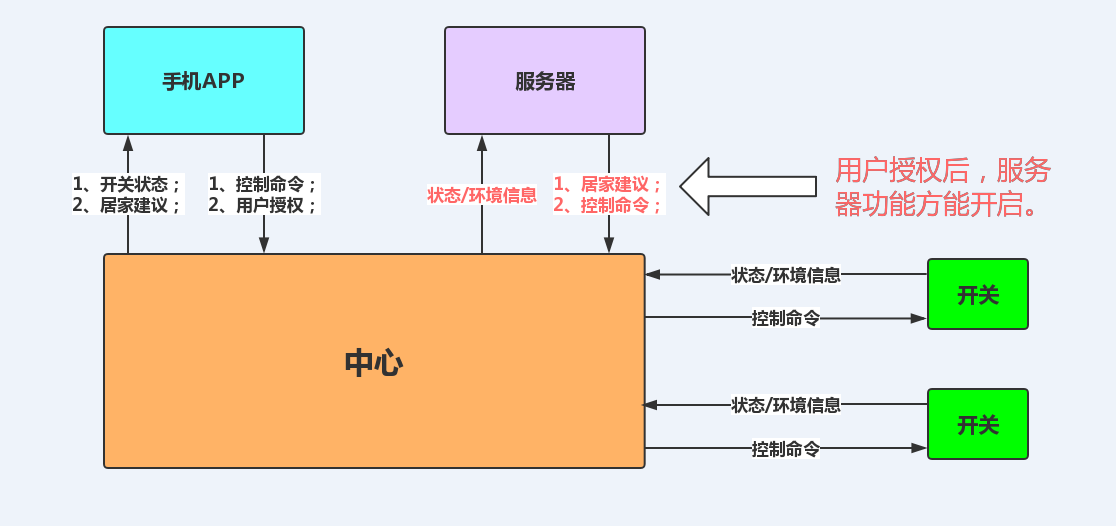 手机APP
服务器
1、开关状态；
2、居家建议；
1、控制命令；
2、用户授权；
状态/环境信息
1、居家建议；
2、控制命令；
用户授权后，服务
器功能方能开启。
中心
状态/环境信息
开关
控制命令
状态/环境信息
开关
控制命令